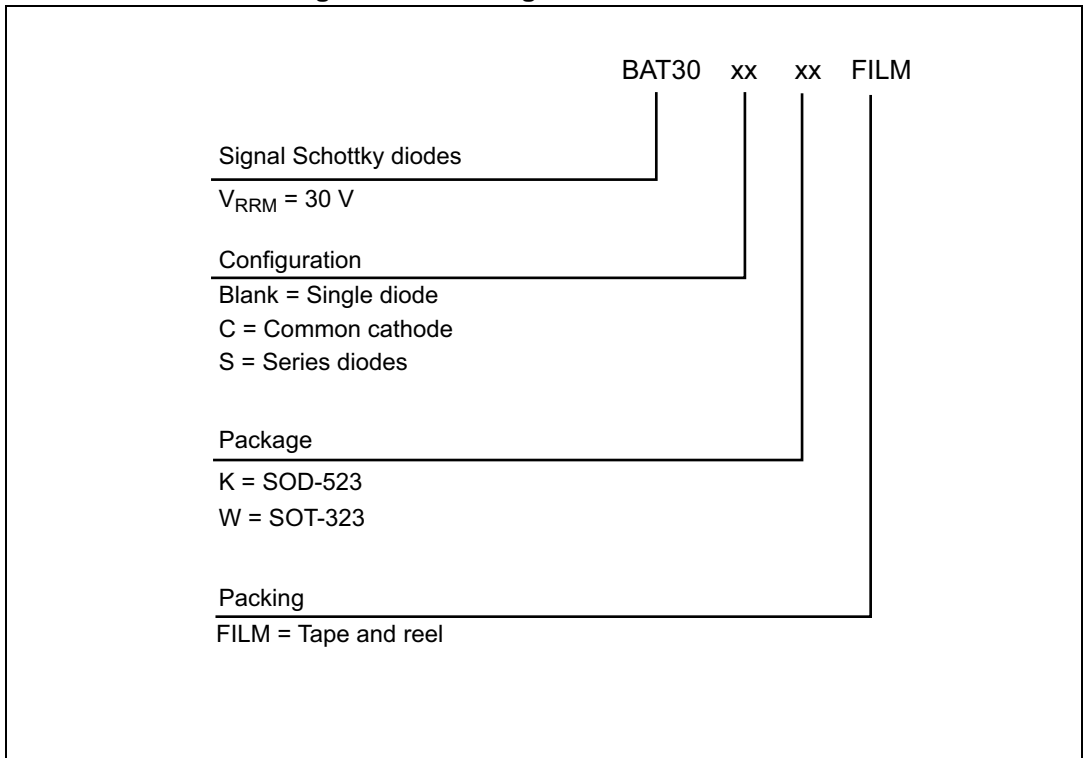 BAT30 xx xx FILM
Signal Schottky diodes
VRRM = 30 V
Configuration
Blank = Single diode
C = Common cathode
S = Series diodes
Package
K = SOD-523
W = SOT-323
Packing
FILM = Tape and reel